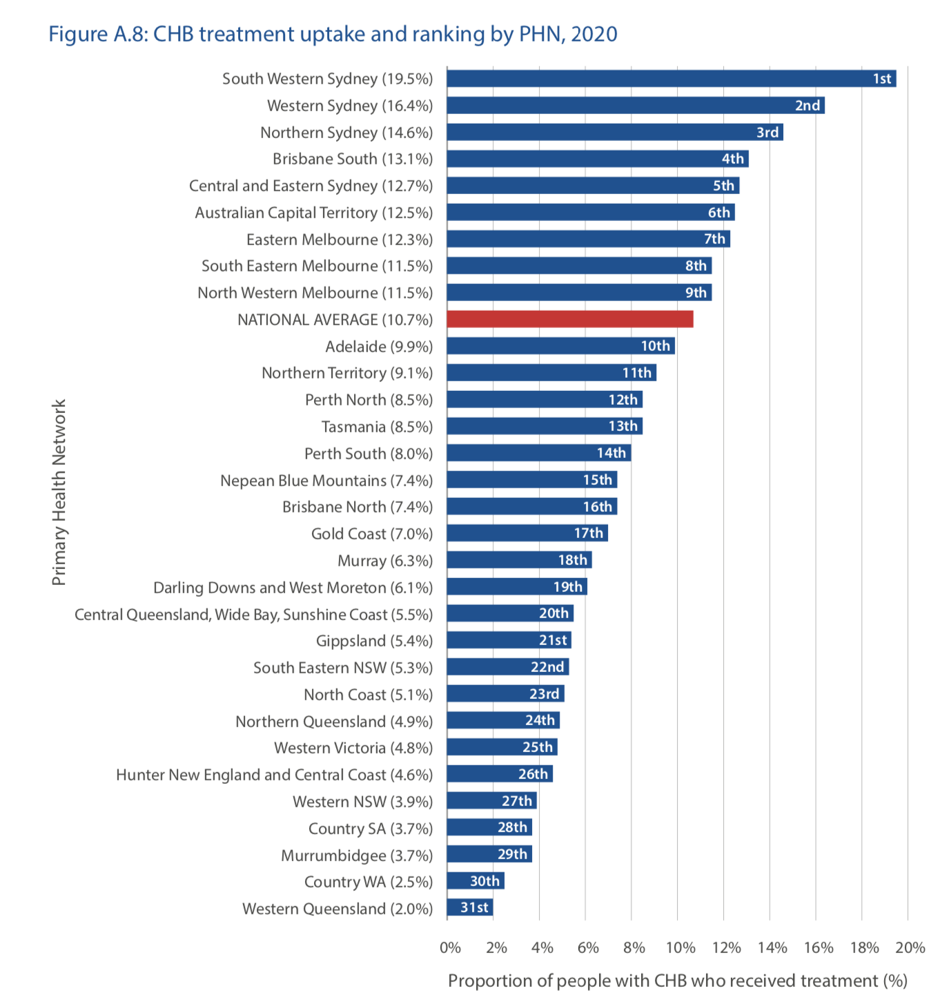 Figure A.8: CHB treatment uptake and ranking by PHN, 2020
Primary Health Network
South Western Sydney (19.5%) 1st
Western Sydney (16.4%) 2nd
Northern Sydney (14.6%) 3rd
Brisbane South (13.1%) 4th
Central and Eastern Sydney (12.7%) 5th
Australian Capital Territory (12.5%) 6th
Eastern Melbourne (12.3%) 7th
South Eastern Melbourne (11.5%) 8th
North Western Melbourne (11.5%) 9th
NATIONAL AVERAGE (10.7%)
Adelaide (9.9%) 10th
Northern Territory (9.1%) 11th
Perth North (8.5%) 12th
Tasmania (8.5%) 13th
Perth South (8.0%) 14th
Nepean Blue Mountains (7.4%) 15th
Brisbane North (7.4%) 16th
Gold Coast (7.0%) 17th
Murray (6.3%) 18th
Darling Downs and West Moreton (6.1%) 19th
Central Queensland, Wide Bay, Sunshine Coast (5.5%) 20th
Gippsland (5.4%) 21st
South Eastern NSW (5.3%) 22nd
North Coast (5.1%) 23rd
Northern Queensland (4.9%) 24th
Western Victoria (4.8%) 25th
Hunter New England and Central Coast (4.6%) 26th
Western NSW (3.9%) 27th
Country SA (3.7%) 28th
Murrumbidgee (3.7%) 29th
Country WA (2.5%) 30th
Western Queensland (2.0%) 31st
0% 2% 4% 6% 8% 10% 12% 14% 16% 18% 20%
Proportion of people with CHB who received treatment (%)